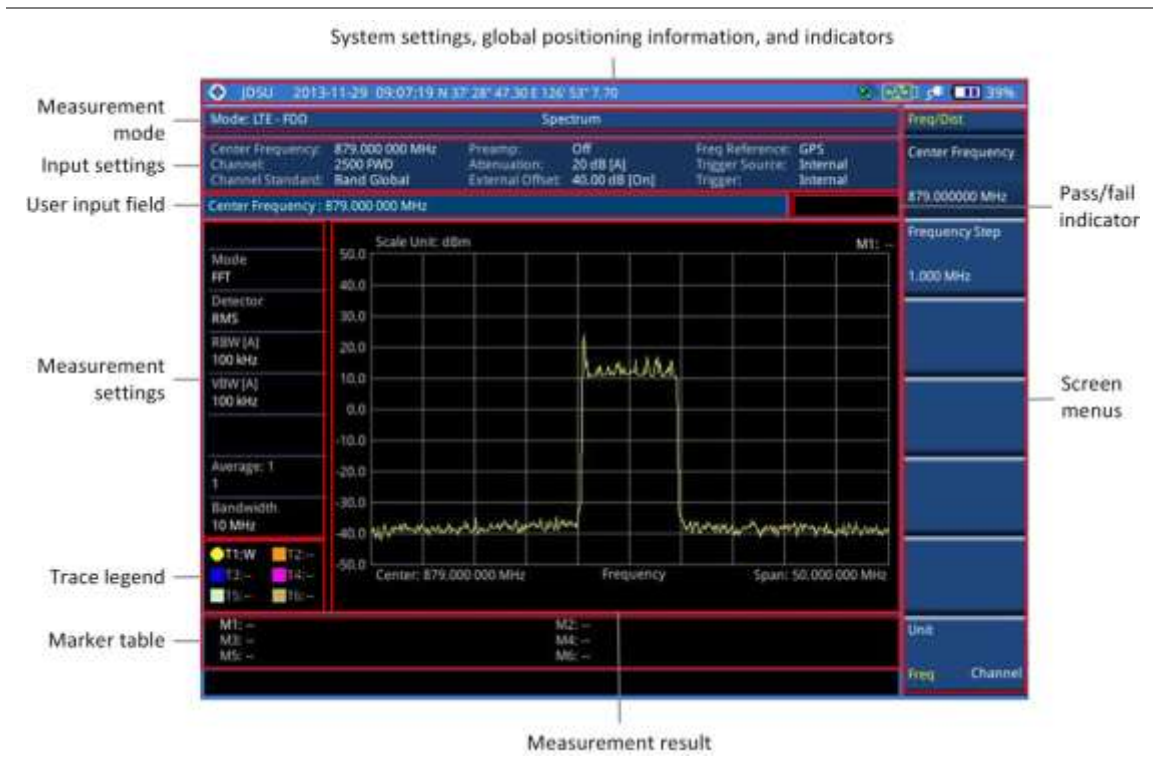 System settings, global positioning information, and indicators
JDSU 2013-11-29 09:07:19 N 37° 28" 47.30 E 126° 53" 7.70 39%
Measurement mode
Mode: LTE - FDD Spectrum
Freq/Dist
Input settings
Center Frequency: 879.000 000 MHz Preamp: Off Freq Reference: GPS
Channel: 2500 FWD Attenuation: 20 dB [A] Trigger Source: Internal
Channel Standard: Band Global External Offset: 40.00 dB [On] Trigger: Internal
Center Frequency
879.000000 MHz
User input field
Center Frequency : 879.000 000 MHz
Pass/fail indicator
Frequency Step
1.000 MHz
Measurement settings
Mode
FFT
Detector
RMS
RBW [A]
100 kHz
VBW [A]
100 kHz
Average: 1
1
Bandwidth
10 MHz
Scale Unit: dBm M1: --
50.0
40.0
30.0
20.0
10.0
0.0
-10.0
-20.0
-30.0
-40.0
-50.0
Center: 879.000 000 MHz Frequency Span: 50.000 000 MHz
Screen menus
Trace legend
T1:W T2:--
T3:-- T4:--
T5:-- T6:--
Marker table
M1: -- M2: --
M3: -- M4: --
M5: -- M6: --
Unit
Freq Channel
Measurement result